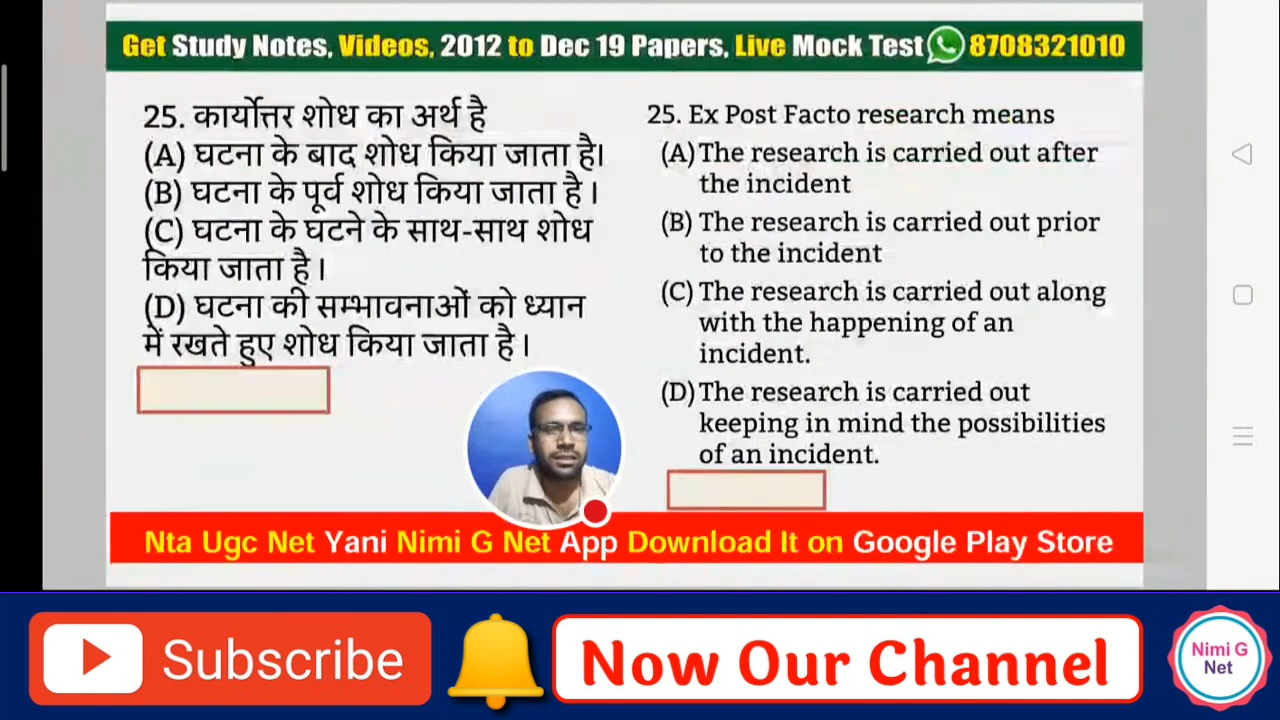 Get Study Notes, Videos, 2012 to Dec 19 Papers, Live Mock Test 8708321010
25. कार्योत्तर शोध का अर्थ है
(A) घटना के बाद शोध किया जाता है।
(B) घटना के पूर्व शोध किया जाता है ।
(C) घटना के घटने के साथ-साथ शोध
किया जाता है ।
(D) घटना की सम्भावनाओं को ध्यान
में रखते हुए शोध किया जाता है ।
25. Ex Post Facto research means
(A) The research is carried out after
the incident
(B) The research is carried out prior
to the incident
(C) The research is carried out along
with the happening of an
incident.
(D) The research is carried out
keeping in mind the possibilities
of an incident.
Nta Ugc Net Yani Nimi G Net App Download It on Google Play Store
Subscribe
Now Our Channel
Nimi G
Net